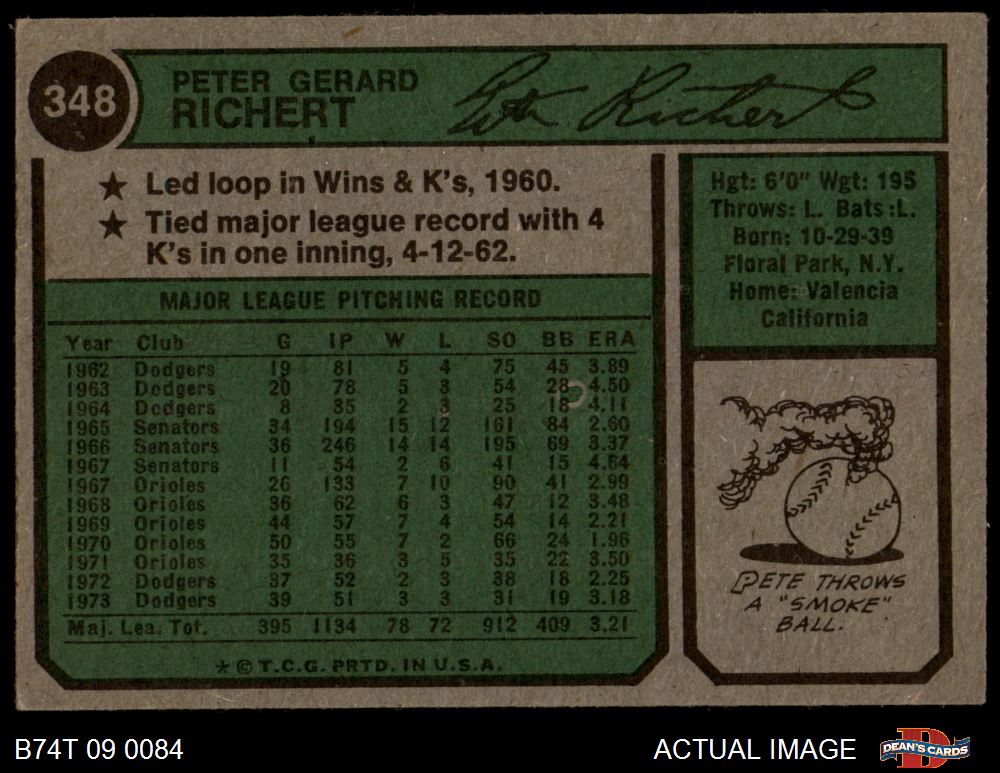 348
PETER GERARD
RICHERT
Pete Richert
★ Led loop in Wins & K's, 1960.
★ Tied major league record with 4
K's in one inning, 4-12-62.
Hgt: 6'0" Wgt: 195
Throws: L. Bats: L.
Born: 10-29-39
Floral Park, N.Y.
Home: Valencia
California
MAJOR LEAGUE PITCHING RECORD
Year Club G IP W L SO BB ERA
1962 Dodgers 19 81 5 4 75 45 3.89
1963 Dodgers 20 78 5 3 54 28 4.50
1964 Dodgers 8 35 2 3 25 18 4.11
1965 Senators 34 194 15 12 161 84 2.60
1966 Senators 36 246 14 14 195 69 3.37
1967 Senators 11 54 2 6 41 15 4.64
1967 Orioles 26 133 7 10 90 41 2.99
1968 Orioles 36 62 6 3 47 12 3.48
1969 Orioles 44 57 7 4 54 14 2.21
1970 Orioles 50 55 7 2 66 24 1.96
1971 Orioles 35 36 3 5 35 22 3.50
1972 Dodgers 37 52 2 3 38 18 2.25
1973 Dodgers 39 51 3 3 31 19 3.18
Maj. Lea. Tot. 395 1134 78 72 912 409 3.21
* © T.C.G. PRTD. IN U.S.A.
PETE THROWS
A "SMOKE"
BALL.
B74T 09 0084
ACTUAL IMAGE
DEAN'S CARDS